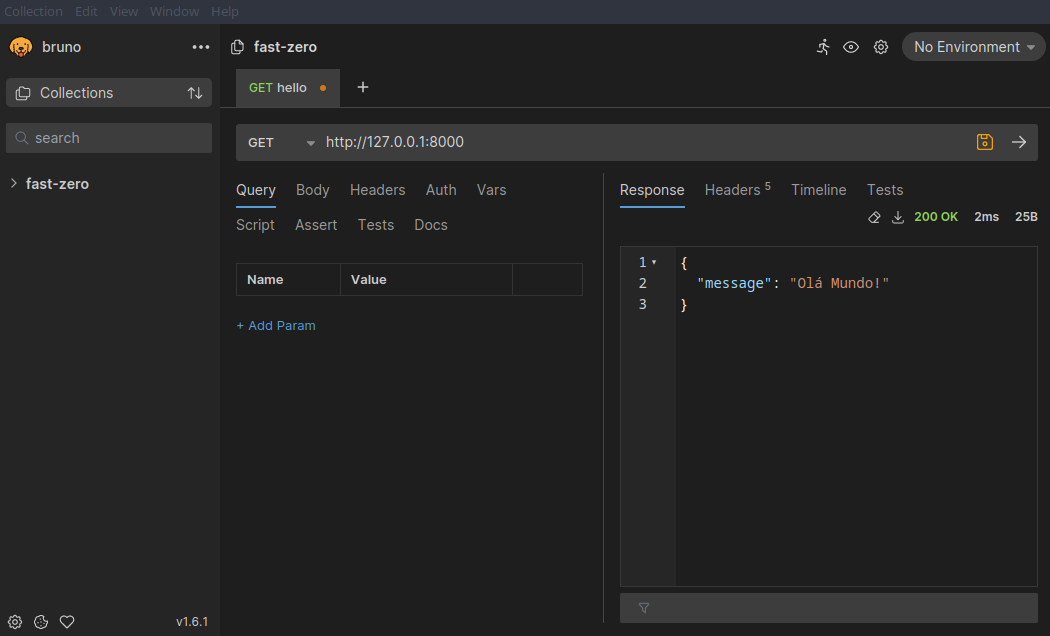 Collection Edit View Window Help
bruno
fast-zero
No Environment
Collections
GET hello
search
GET http://127.0.0.1:8000
fast-zero
Query Body Headers Auth Vars
Script Assert Tests Docs
Response Headers 5 Timeline Tests
200 OK 2ms 25B
Name Value
+ Add Param
1 {
2 "message": "Olá Mundo!"
3 }
v1.6.1